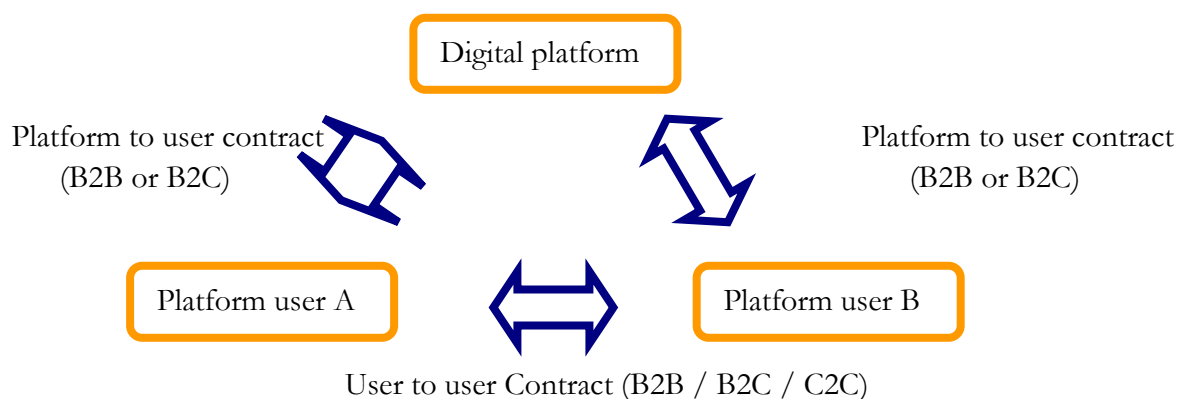 Digital platform
Platform to user contract
(B2B or B2C)
Platform to user contract
(B2B or B2C)
Platform user A
Platform user B
User to user Contract (B2B / B2C / C2C)